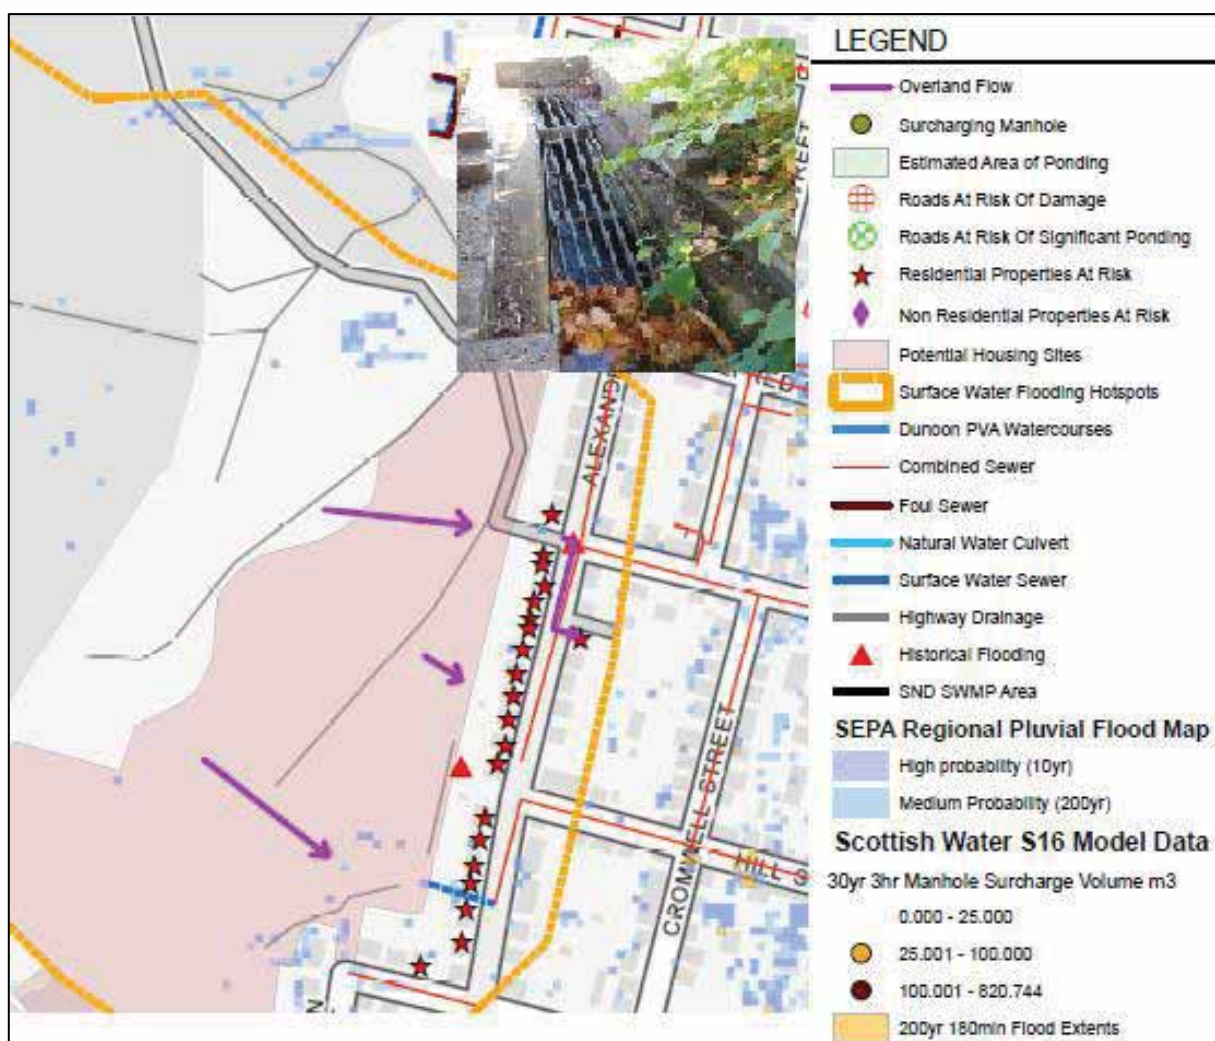 LEGEND
Overland Flow
Surcharging Manhole
Estimated Area of Ponding
Roads At Risk Of Damage
Roads At Risk Of Significant Ponding
Residential Properties At Risk
Non Residential Properties At Risk
Potential Housing Sites
Surface Water Flooding Hotspots
Dunoon PVA Watercourses
Combined Sewer
Foul Sewer
Natural Water Culvert
Surface Water Sewer
Highway Drainage
Historical Flooding
SND SWMP Area
SEPA Regional Pluvial Flood Map
High probability (10yr)
Medium Probability (200yr)
Scottish Water S16 Model Data
30yr 3hr Manhole Surcharge Volume m3
0.000 - 25.000
25.001 - 100.000
100.001 - 820.744
200yr 180min Flood Extents
ALEXAND
CROMWELL STREET
HILL S